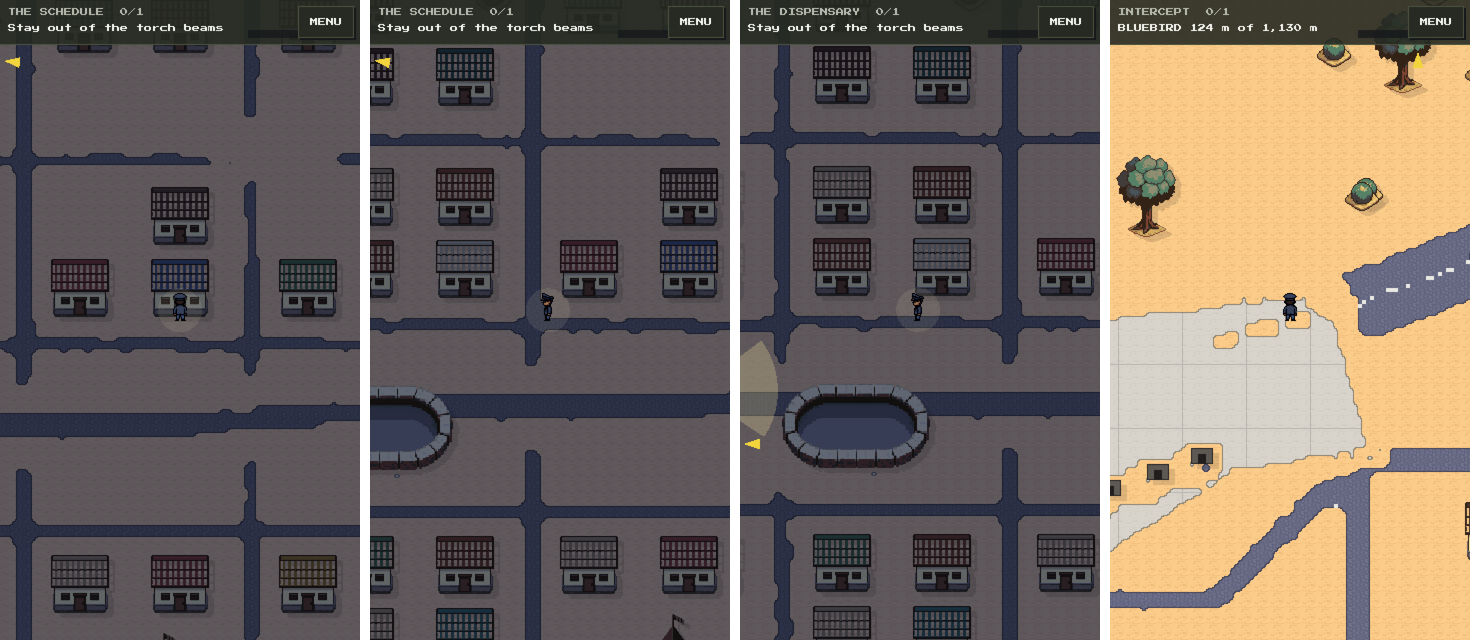 THE SCHEDULE 0/1
Stay out of the torch beams
MENU
THE SCHEDULE 0/1
Stay out of the torch beams
MENU
THE DISPENSARY 0/1
Stay out of the torch beams
MENU
INTERCEPT 0/1
BLUEBIRD 124 m of 1,130 m
MENU